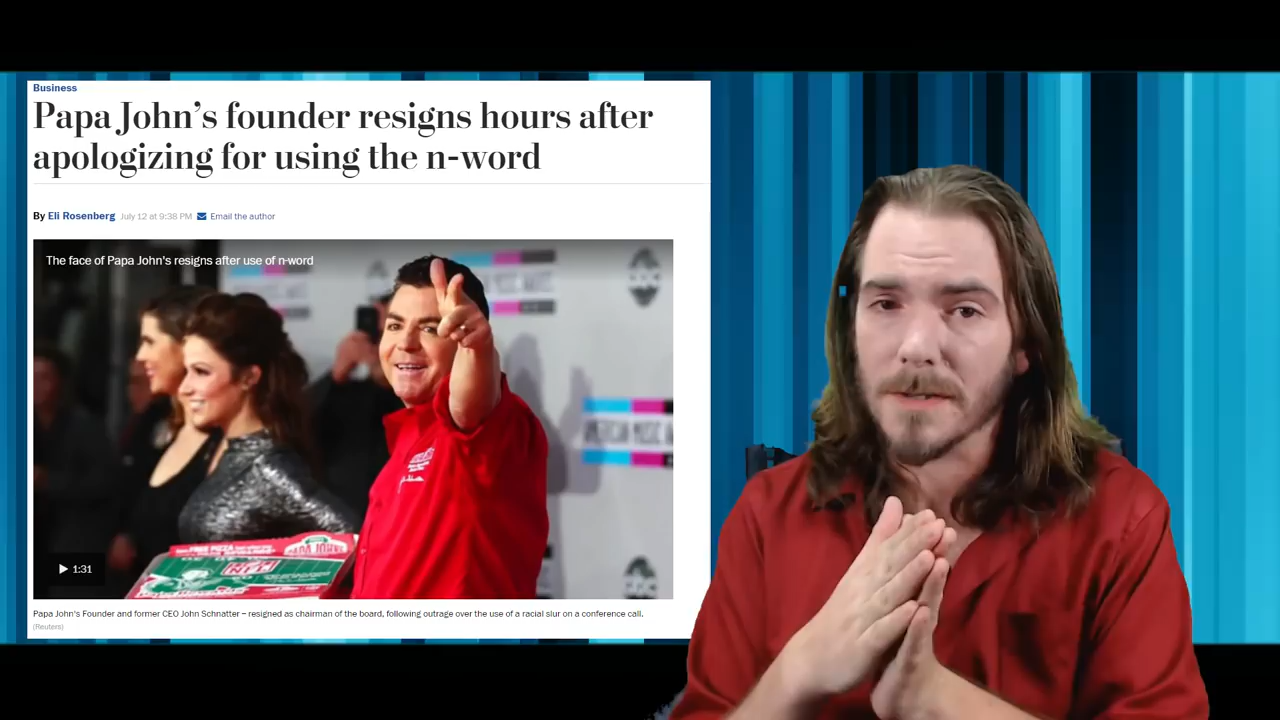 Business
Papa John’s founder resigns hours after
apologizing for using the n-word
By Eli Rosenberg July 12 at 9:38 PM Email the author
The face of Papa John's resigns after use of n-word
PAPA JOHNS
1:31
Papa John's Founder and former CEO John Schnatter – resigned as chairman of the board, following outrage over the use of a racial slur on a conference call.
(Reuters)